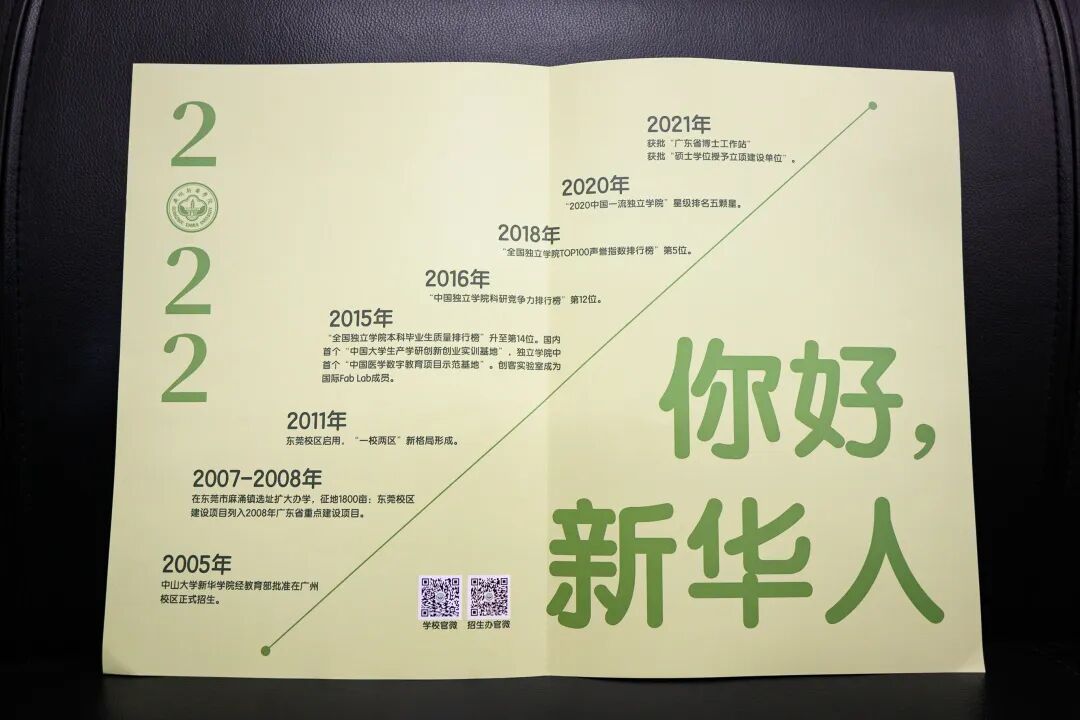 2
广州新华学院
2
2
2021年
获批“广东省博士工作站”
获批“硕士学位授予立项建设单位”。
2020年
“2020中国一流独立学院”星级排名五颗星。
2018年
“全国独立学院TOP100声誉指数排行榜”第5位。
2016年
“中国独立学院科研竞争力排行榜”第12位。
2015年
“全国独立学院本科毕业生质量排行榜”升至第14位。国内
首个“中国大学生产学研创新创业实训基地”，独立学院中
首个“中国医学数字教育项目示范基地”。创客实验室成为
国际Fab Lab成员。
2011年
东莞校区启用，“一校两区”新格局形成。
2007-2008年
在东莞市麻涌镇选址扩大办学，征地1800亩；东莞校区
建设项目列入2008年广东省重点建设项目。
2005年
中山大学新华学院经教育部批准在广州
校区正式招生。
学校官微 招生办官微
你好，
新华人